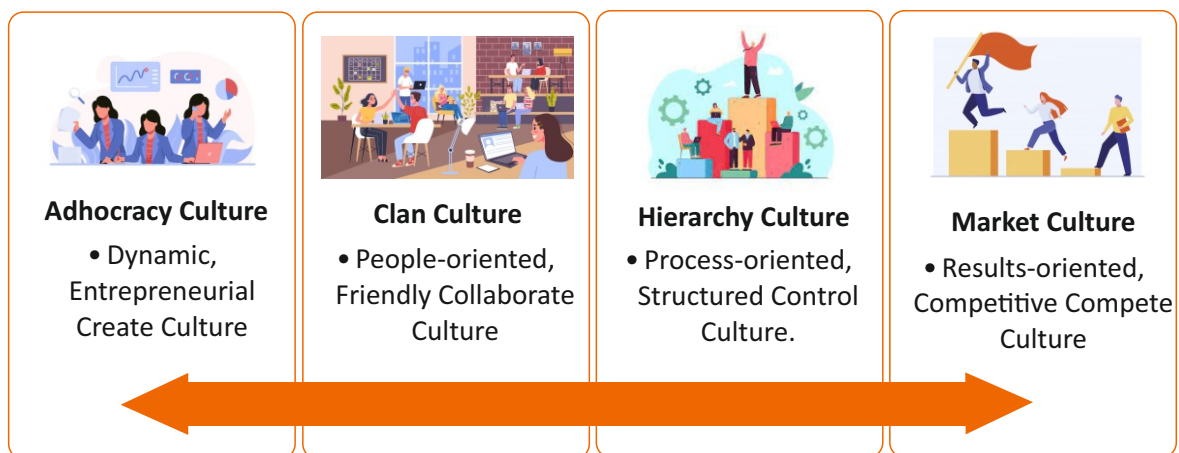 Adhocracy Culture
• Dynamic,
Entrepreneurial
Create Culture
Clan Culture
• People-oriented,
Friendly Collaborate
Culture
Hierarchy Culture
• Process-oriented,
Structured Control
Culture.
Market Culture
• Results-oriented,
Competitive Compete
Culture